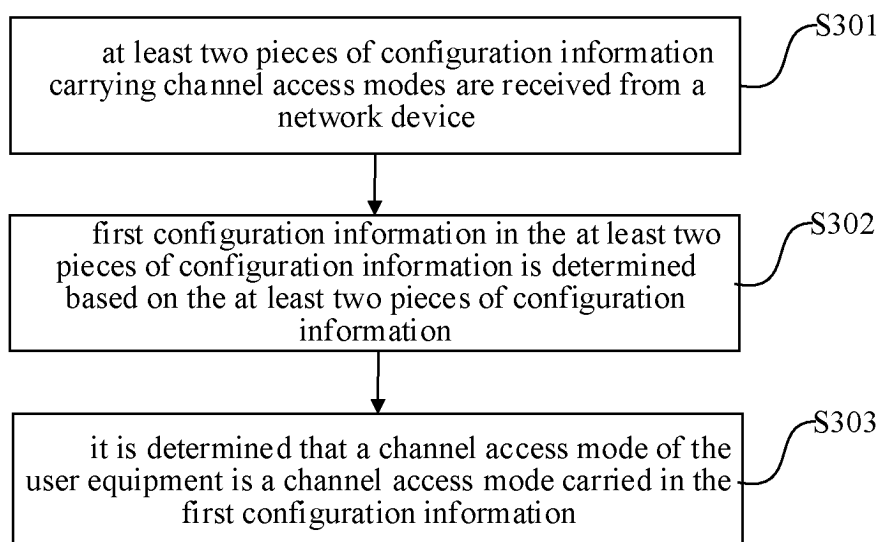 at least two pieces of configuration information
carrying channel access modes are received from a
network device
S301
first configuration information in the at least two
pieces of configuration information is determined
based on the at least two pieces of configuration
information
S302
it is determined that a channel access mode of the
user equipment is a channel access mode carried in the
first configuration information
S303